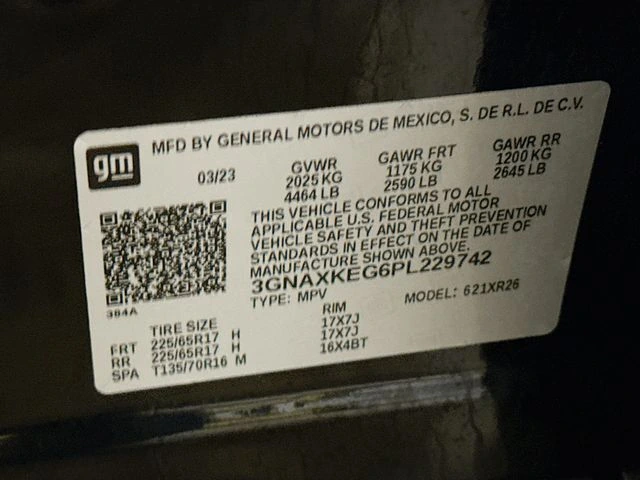 gm MFD BY GENERAL MOTORS DE MEXICO, S. DE R.L. DE C.V.
03/23 GVWR GAWR FRT GAWR RR
2025 KG 1175 KG 1200 KG
4464 LB 2590 LB 2645 LB
THIS VEHICLE CONFORMS TO ALL
APPLICABLE U.S. FEDERAL MOTOR
VEHICLE SAFETY AND THEFT PREVENTION
STANDARDS IN EFFECT ON THE DATE OF
MANUFACTURE SHOWN ABOVE.
3GNAXKEG6PL229742
TYPE: MPV MODEL: 621XR26
384A
TIRE SIZE RIM
FRT 225/65R17 H 17X7J
RR 225/65R17 H 17X7J
SPA T135/70R16 M 16X4BT